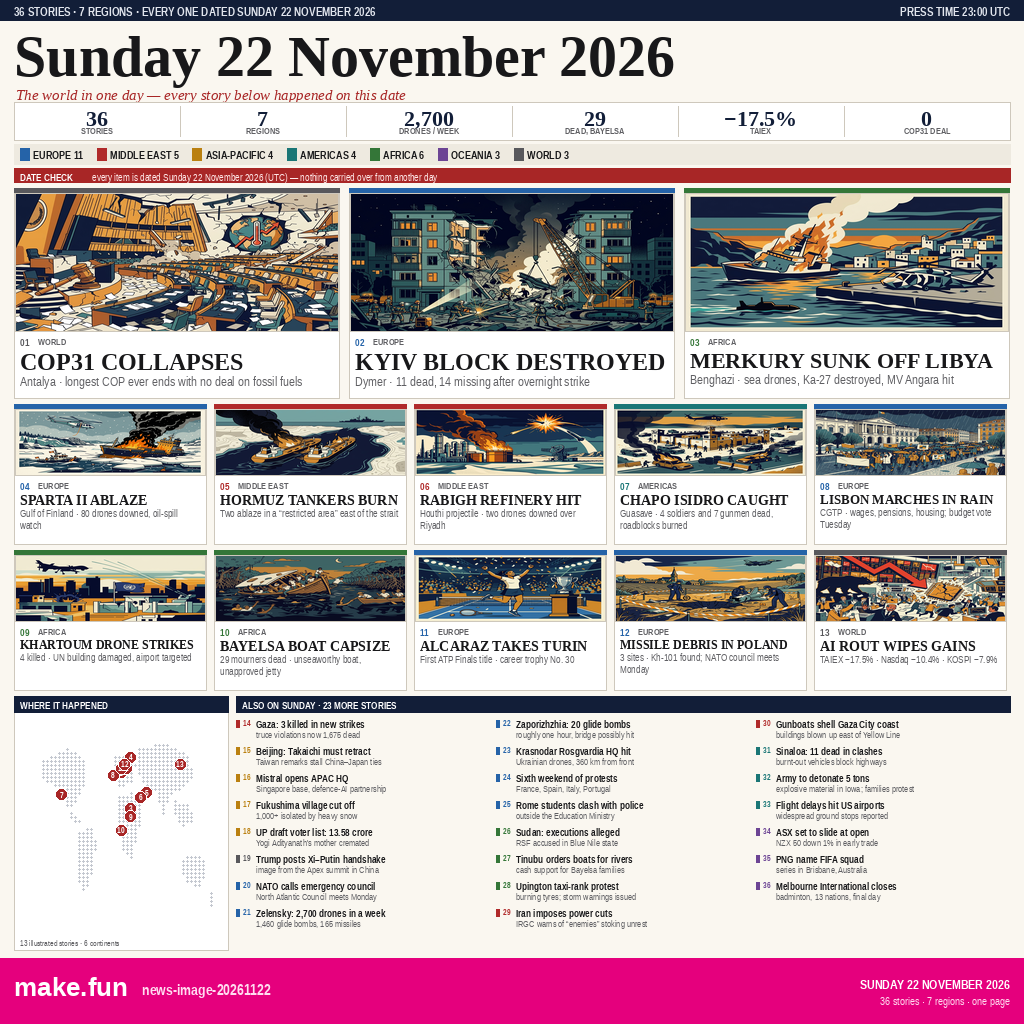 36 STORIES · 7 REGIONS · EVERY ONE DATED SUNDAY 22 NOVEMBER 2026
PRESS TIME 23:00 UTC
Sunday 22 November 2026
The world in one day — every story below happened on this date
36
STORIES
7
REGIONS
2,700
DRONES / WEEK
29
DEAD, BAYELSA
−17.5%
TAIEX
0
COP31 DEAL
EUROPE 11
MIDDLE EAST 5
ASIA-PACIFIC 4
AMERICAS 4
AFRICA 6
OCEANIA 3
WORLD 3
DATE CHECK every item is dated Sunday 22 November 2026 (UTC) — nothing carried over from another day
01 WORLD
COP31 COLLAPSES
Antalya · longest COP ever ends with no deal on fossil fuels
02 EUROPE
KYIV BLOCK DESTROYED
Dymer · 11 dead, 14 missing after overnight strike
03 AFRICA
MERKURY SUNK OFF LIBYA
Benghazi · sea drones, Ka-27 destroyed, MV Angara hit
04 EUROPE
SPARTA II ABLAZE
Gulf of Finland · 80 drones downed, oil-spill
watch
05 MIDDLE EAST
HORMUZ TANKERS BURN
Two ablaze in a “restricted area” east of the strait
06 MIDDLE EAST
RABIGH REFINERY HIT
Houthi projectile · two drones downed over
Riyadh
07 AMERICAS
CHAPO ISIDRO CAUGHT
Guasave · 4 soldiers and 7 gunmen dead,
roadblocks burned
08 EUROPE
LISBON MARCHES IN RAIN
CGTP · wages, pensions, housing; budget vote
Tuesday
09 AFRICA
KHARTOUM DRONE STRIKES
4 killed · UN building damaged, airport targeted
10 AFRICA
BAYELSA BOAT CAPSIZE
29 mourners dead · unseaworthy boat,
unapproved jetty
11 EUROPE
ALCARAZ TAKES TURIN
First ATP Finals title · career trophy No. 30
12 EUROPE
MISSILE DEBRIS IN POLAND
3 sites · Kh-101 found; NATO council meets
Monday
13 WORLD
AI ROUT WIPES GAINS
TAIEX −17.5% · Nasdaq −10.4% · KOSPI −7.9%
WHERE IT HAPPENED
13 illustrated stories · 6 continents
ALSO ON SUNDAY · 23 MORE STORIES
14 Gaza: 3 killed in new strikes
truce violations now 1,675 dead
15 Beijing: Takaichi must retract
Taiwan remarks stall China–Japan ties
16 Mistral opens APAC HQ
Singapore base, defence-AI partnership
17 Fukushima village cut off
1,000+ isolated by heavy snow
18 UP draft voter list: 13.58 crore
Yogi Adityanath's mother cremated
19 Trump posts Xi–Putin handshake
image from the Apex summit in China
20 NATO calls emergency council
North Atlantic Council meets Monday
21 Zelensky: 2,700 drones in a week
1,460 glide bombs, 165 missiles
22 Zaporizhzhia: 20 glide bombs
roughly one hour, bridge possibly hit
23 Krasnodar Rosgvardia HQ hit
Ukrainian drones, 360 km from front
24 Sixth weekend of protests
France, Spain, Italy, Portugal
25 Rome students clash with police
outside the Education Ministry
26 Sudan: executions alleged
RSF accused in Blue Nile state
27 Tinubu orders boats for rivers
cash support for Bayelsa families
28 Upington taxi-rank protest
burning tyres; storm warnings issued
29 Iran imposes power cuts
IRGC warns of “enemies” stoking unrest
30 Gunboats shell Gaza City coast
buildings blown up east of Yellow Line
31 Sinaloa: 11 dead in clashes
burnt-out vehicles block highways
32 Army to detonate 5 tons
explosive material in Iowa; families protest
33 Flight delays hit US airports
widespread ground stops reported
34 ASX set to slide at open
NZX 50 down 1% in early trade
35 PNG name FIFA squad
series in Brisbane, Australia
36 Melbourne International closes
badminton, 13 nations, final day
make.fun news-image-20261122
SUNDAY 22 NOVEMBER 2026
36 stories · 7 regions · one page